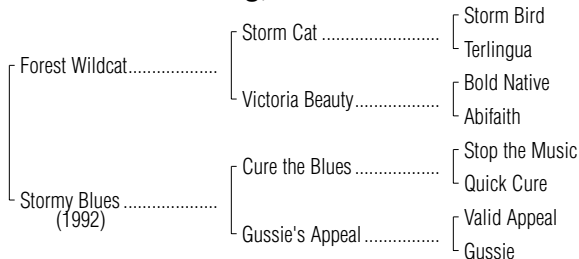 Storm Bird
Storm Cat ......................
Terlingua
Forest Wildcat..................
Bold Native
Victoria Beauty.................
Abifaith
Stop the Music
Cure the Blues ................
Quick Cure
Stormy Blues ...................
(1992)
Valid Appeal
Gussie's Appeal ...............
Gussie